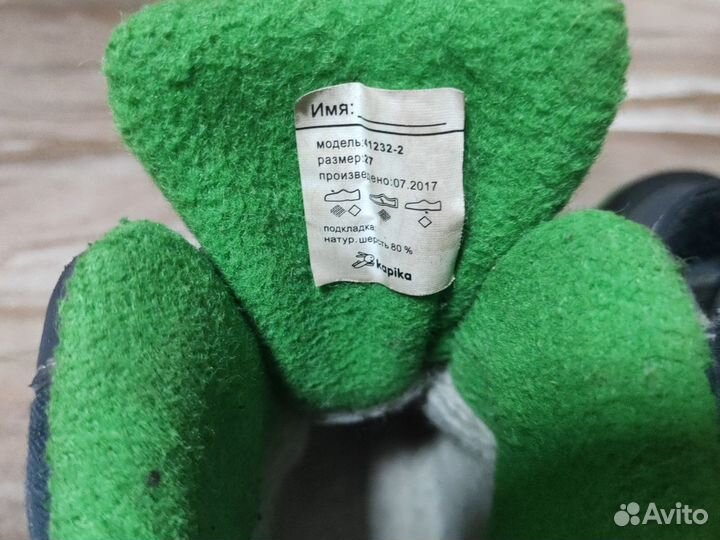 Имя:
модель:41232-2
размер:27
произведено:07.2017
подкладка:
натур.шерсть 80 %
kapika
Avito